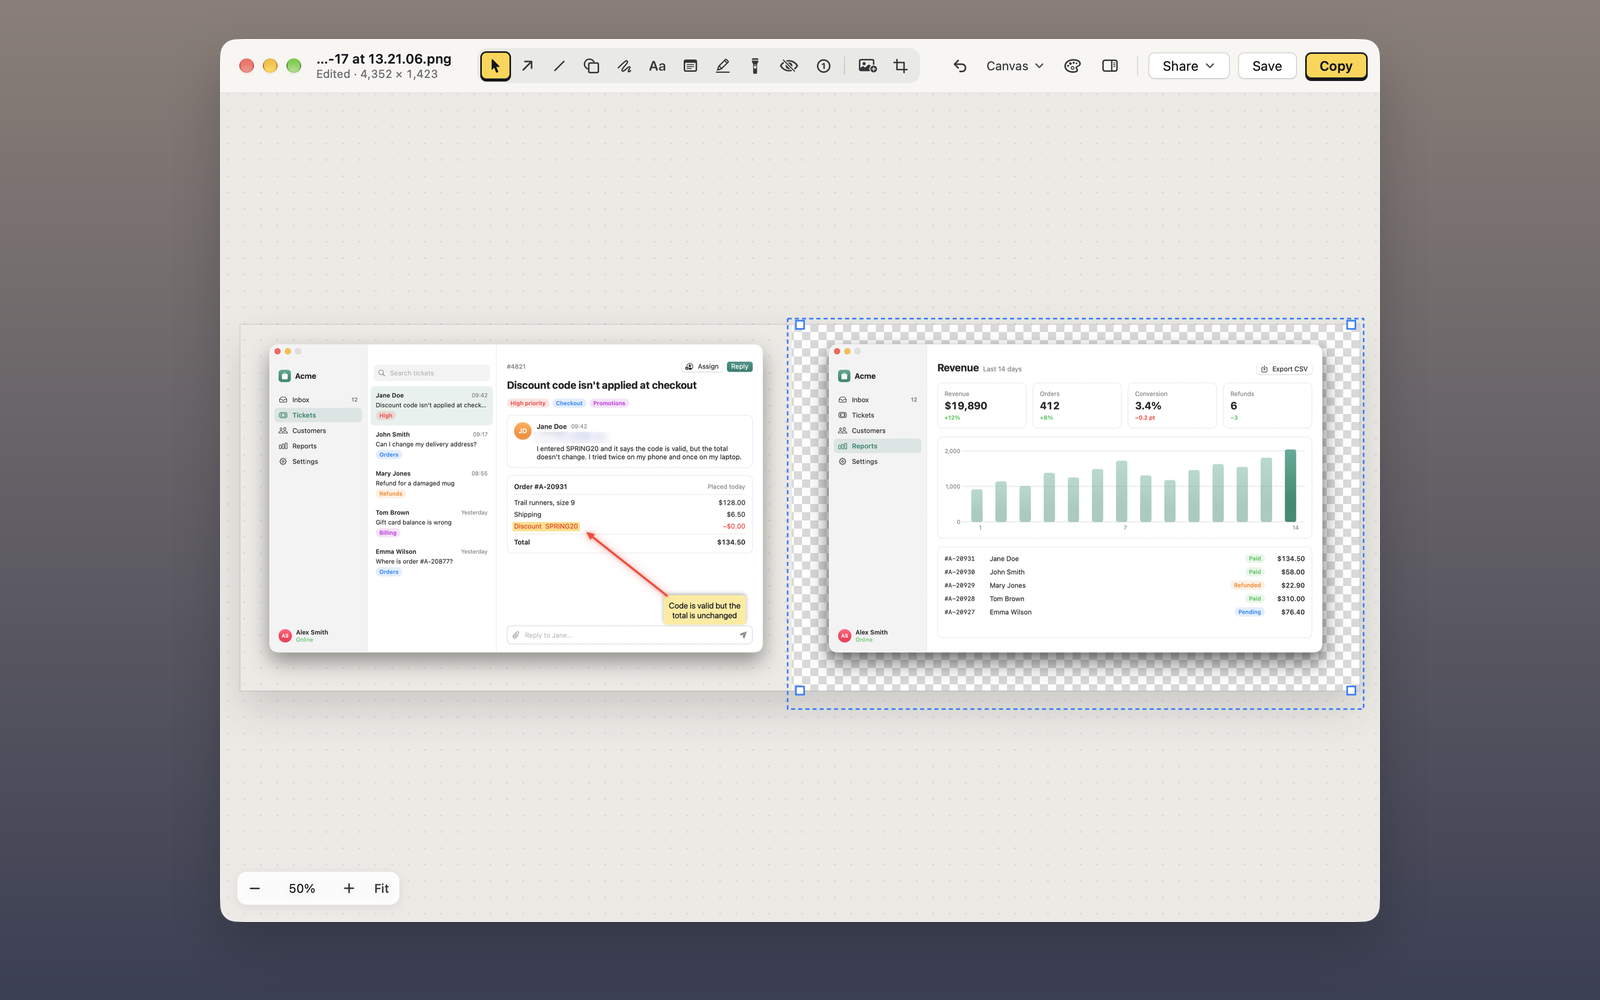 ...-17 at 13.21.06.png
Edited · 4,352 × 1,423
Aa
1
Canvas
Share
Save
Copy
Acme
Inbox 12
Tickets
Customers
Reports
Settings
AS
Alex Smith
Online
Search tickets
Jane Doe 09:42
Discount code isn't applied at check...
High
John Smith 09:17
Can I change my delivery address?
Orders
Mary Jones 08:55
Refund for a damaged mug
Refunds
Tom Brown Yesterday
Gift card balance is wrong
Billing
Emma Wilson Yesterday
Where is order #A-20877?
Orders
#4821
Assign
Reply
Discount code isn't applied at checkout
High priority Checkout Promotions
JD
Jane Doe 09:42
I entered SPRING20 and it says the code is valid, but the total
doesn't change. I tried twice on my phone and once on my laptop.
Order #A-20931 Placed today
Trail runners, size 9 $128.00
Shipping $6.50
Discount SPRING20 −$0.00
Total $134.50
Code is valid but the
total is unchanged
Reply to Jane...
Acme
Inbox 12
Tickets
Customers
Reports
Settings
AS
Alex Smith
Online
Revenue Last 14 days
Export CSV
Revenue
$19,890
+12%
Orders
412
+8%
Conversion
3.4%
−0.2 pt
Refunds
6
−3
2,000
1,000
0
1 7 14
#A-20931 Jane Doe Paid $134.50
#A-20930 John Smith Paid $58.00
#A-20929 Mary Jones Refunded $22.90
#A-20928 Tom Brown Paid $310.00
#A-20927 Emma Wilson Pending $76.40
− 50% + Fit